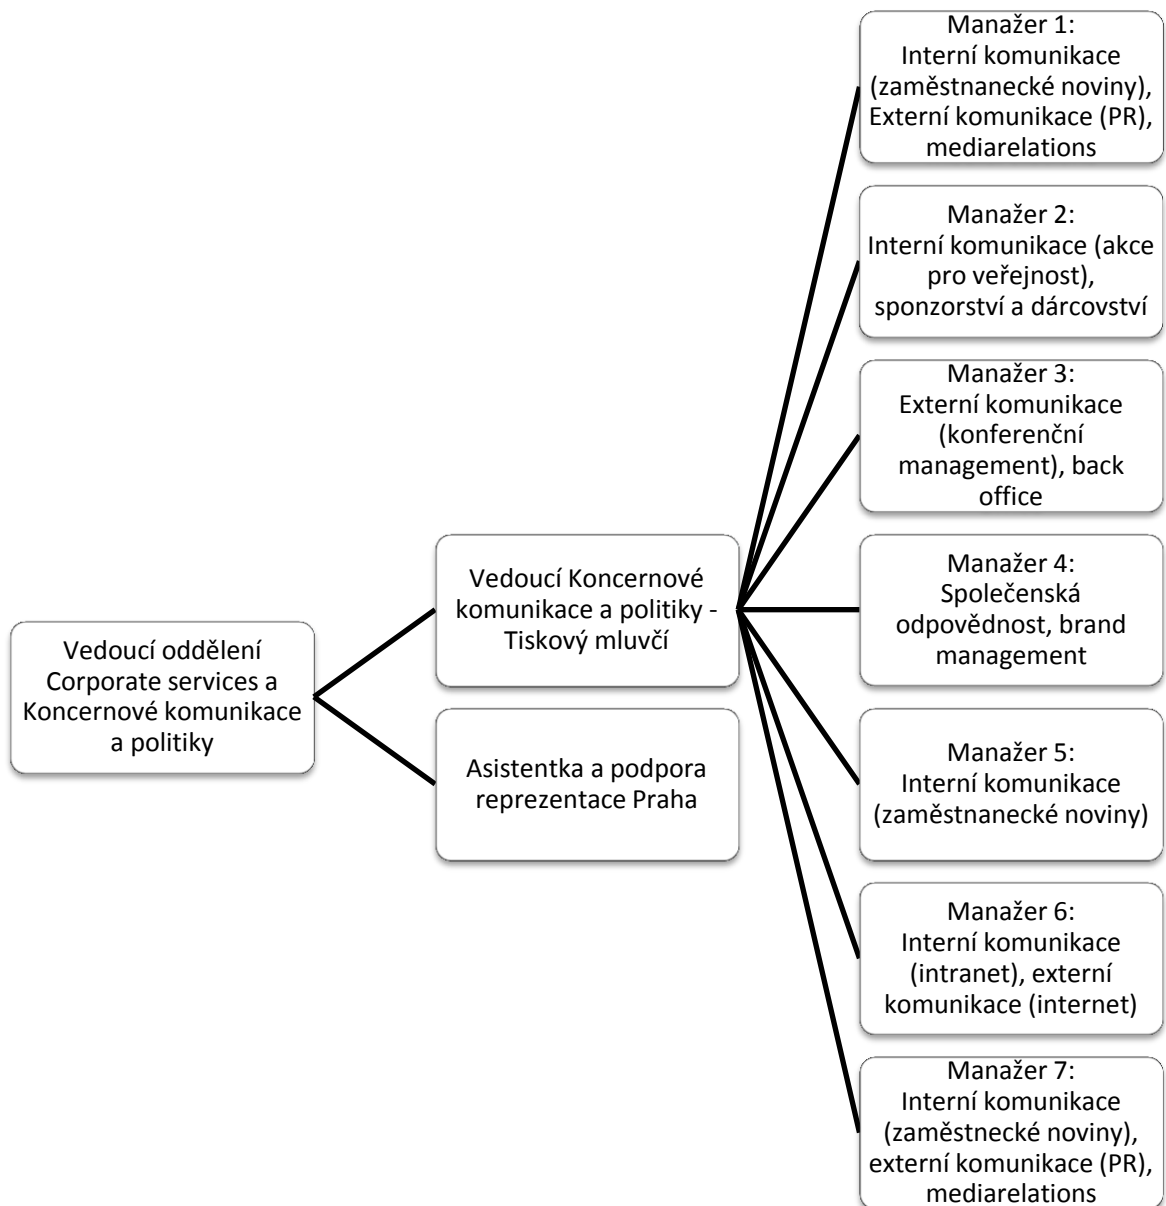 Vedoucí oddělení
Corporate services a
Koncernové komunikace
a politiky
Vedoucí Koncernové
komunikace a politiky -
Tiskový mluvčí
Asistentka a podpora
reprezentace Praha
Manažer 1:
Interní komunikace
(zaměstnanecké noviny),
Externí komunikace (PR),
mediarelations
Manažer 2:
Interní komunikace (akce
pro veřejnost),
sponzorství a dárcovství
Manažer 3:
Externí komunikace
(konferenční
management), back
office
Manažer 4:
Společenská
odpovědnost, brand
management
Manažer 5:
Interní komunikace
(zaměstnanecké noviny)
Manažer 6:
Interní komunikace
(intranet), externí
komunikace (internet)
Manažer 7:
Interní komunikace
(zaměstnecké noviny),
externí komunikace (PR),
mediarelations